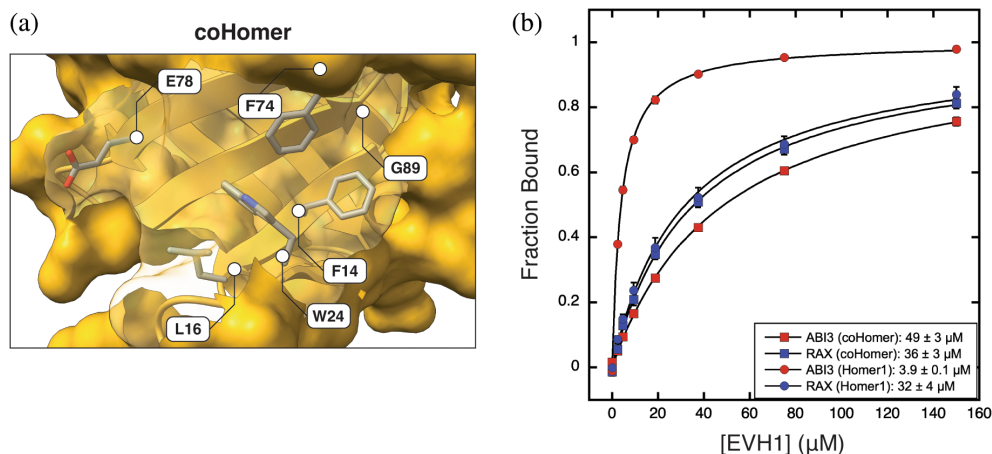 (a)
coHomer
E78
F74
G89
F14
W24
L16
(b)
Fraction Bound
1
0.8
0.6
0.4
0.2
0
ABI3 (coHomer): 49 ± 3 µM
RAX (coHomer): 36 ± 3 µM
ABI3 (Homer1): 3.9 ± 0.1 µM
RAX (Homer1): 32 ± 4 µM
0 20 40 60 80 100 120 140 160
[EVH1] (µM)